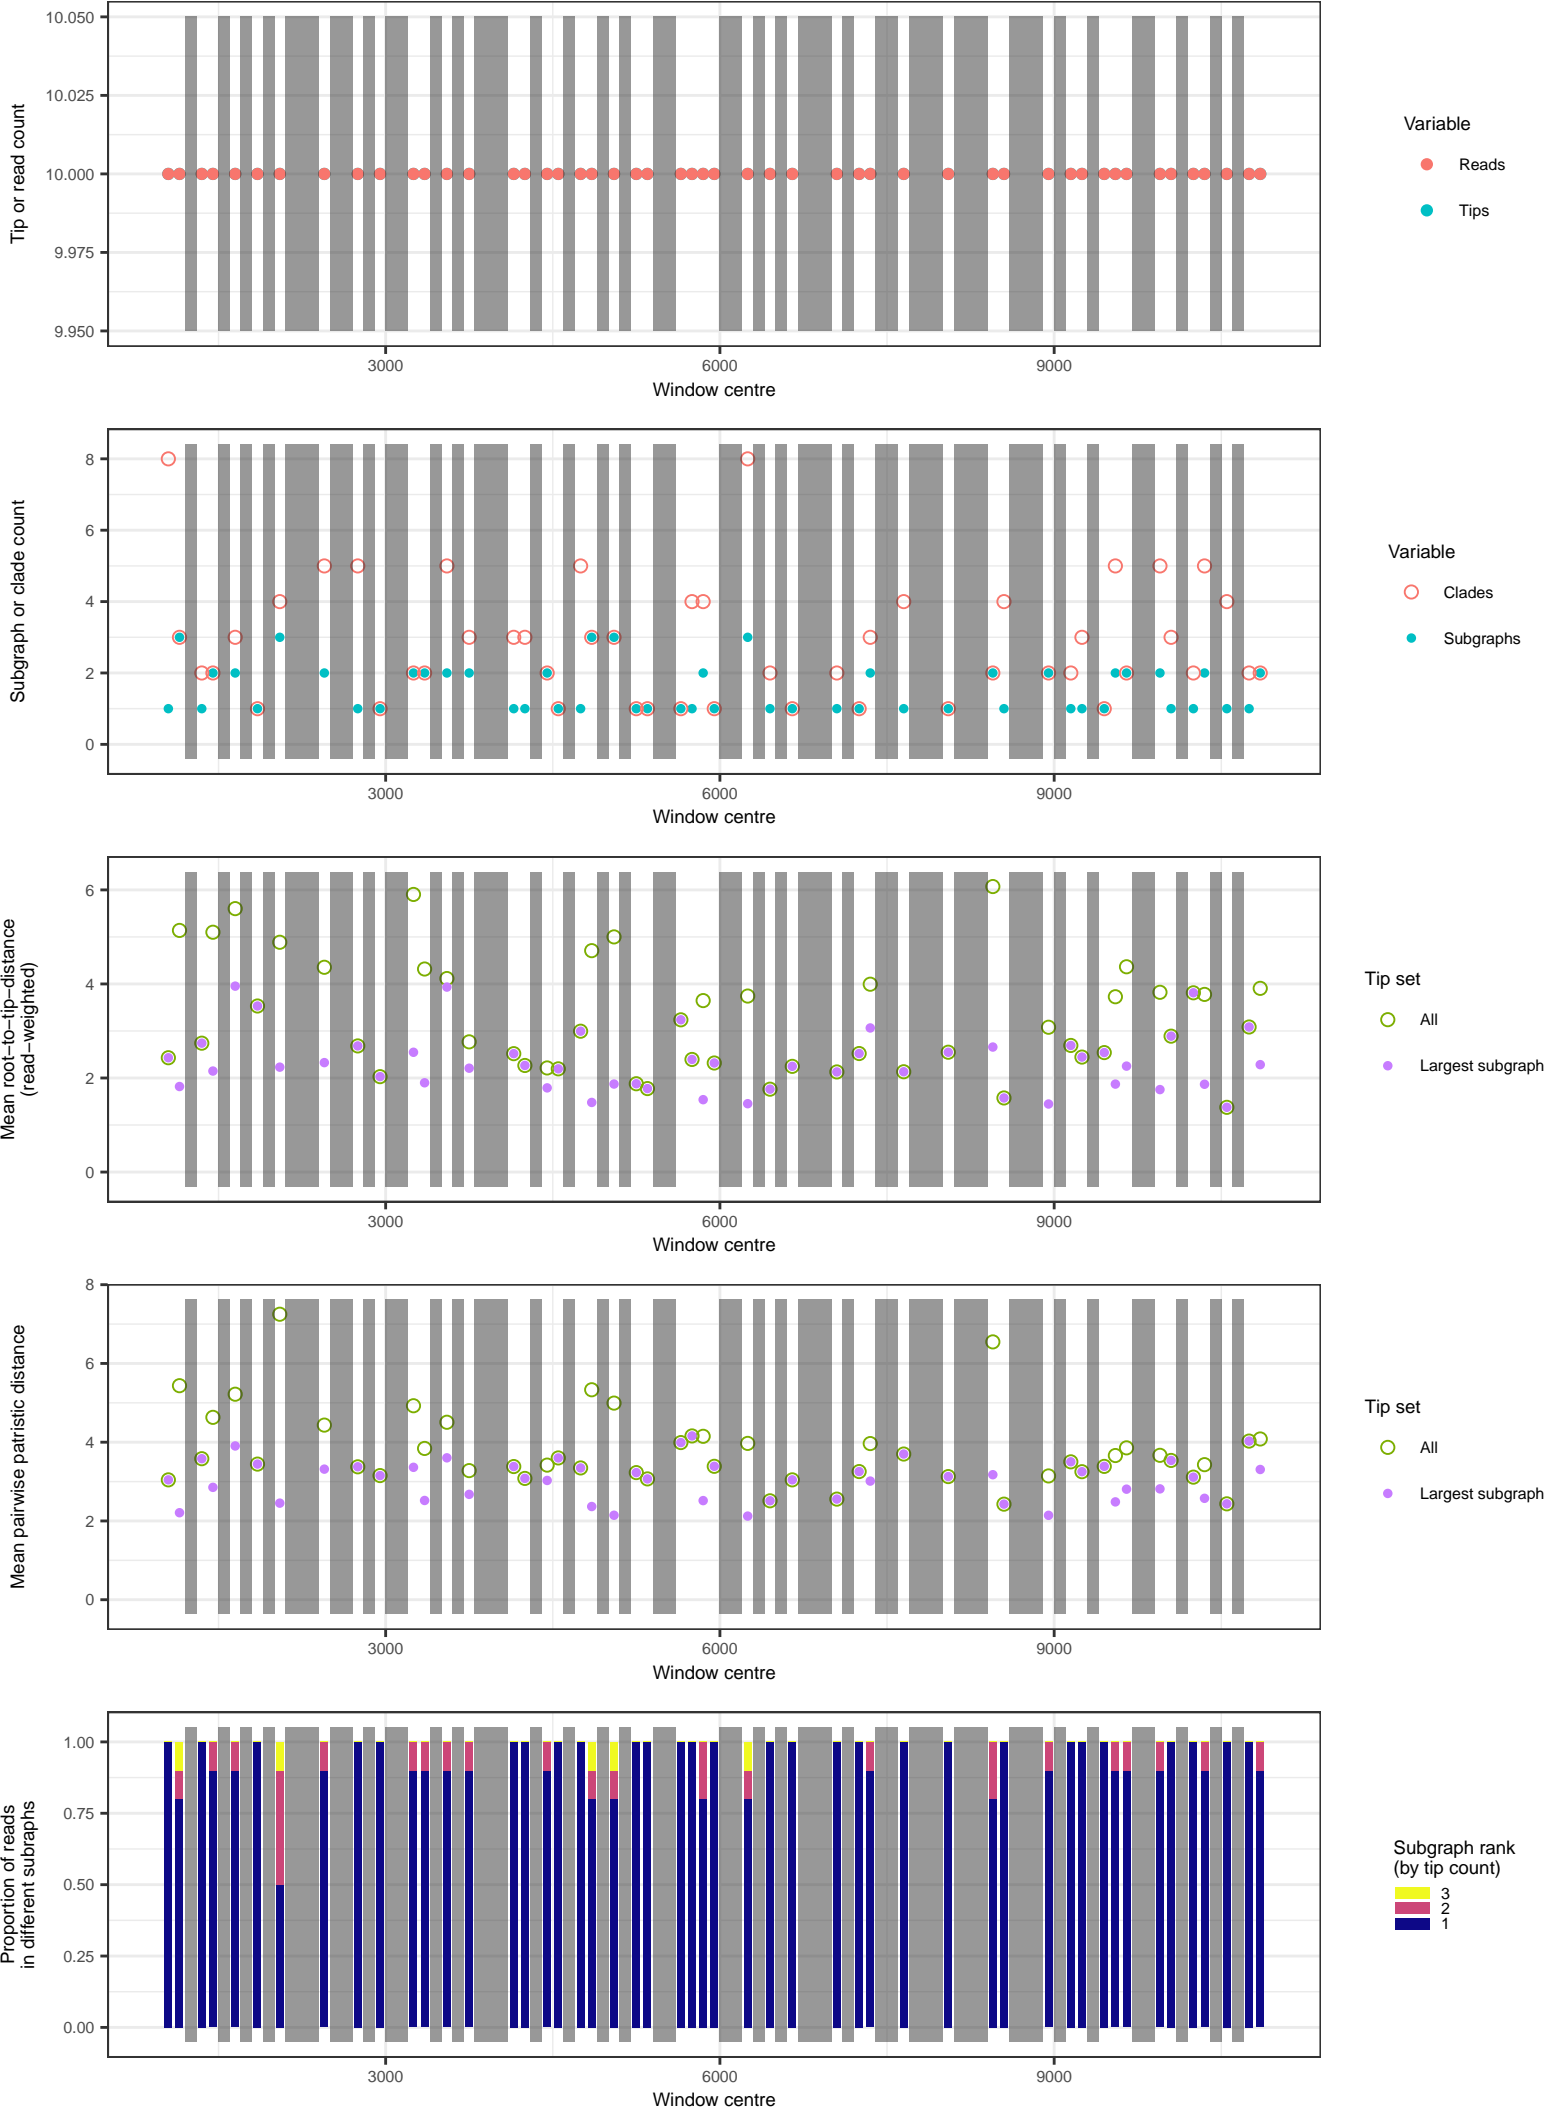 10.050
10.025
10.000
9.975
9.950
Tip or read count
3000 6000 9000
Window centre
Variable
Reads
Tips
8
6
4
2
0
Subgraph or clade count
3000 6000 9000
Window centre
Variable
Clades
Subgraphs
6
4
2
0
Mean root−to−tip−distance
(read−weighted)
3000 6000 9000
Window centre
Tip set
All
Largest subgraph
8
6
4
2
0
Mean pairwise patristic distance
3000 6000 9000
Window centre
Tip set
All
Largest subgraph
1.00
0.75
0.50
0.25
0.00
Proportion of reads
in different subraphs
3000 6000 9000
Window centre
Subgraph rank
(by tip count)
3
2
1